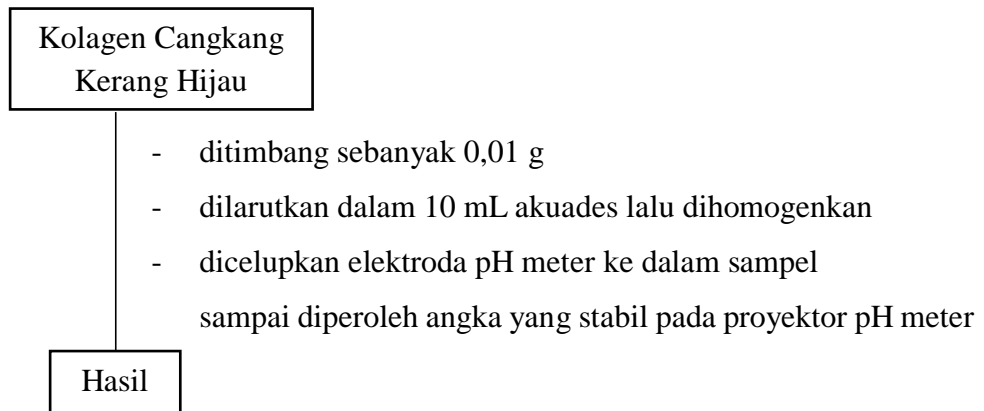 Kolagen Cangkang
Kerang Hijau
- ditimbang sebanyak 0,01 g
- dilarutkan dalam 10 mL akuades lalu dihomogenkan
- dicelupkan elektroda pH meter ke dalam sampel
sampai diperoleh angka yang stabil pada proyektor pH meter
Hasil